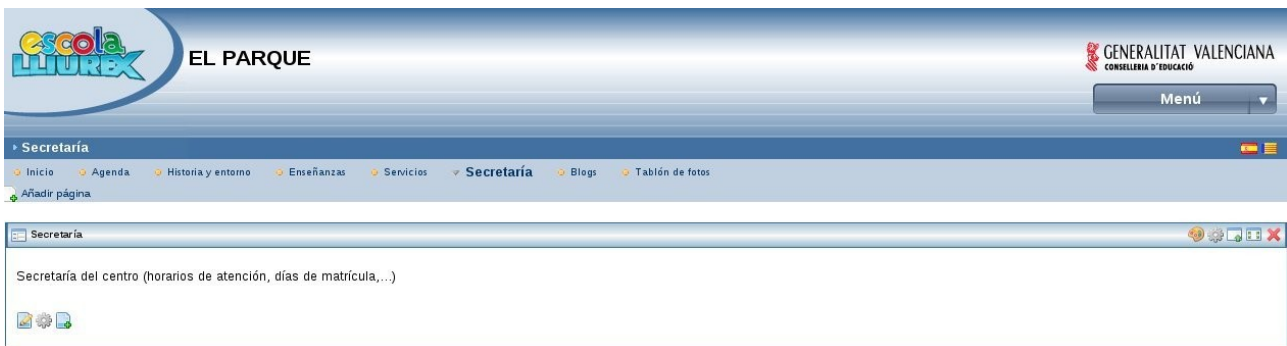 escola
LLIUREX
EL PARQUE
GENERALITAT VALENCIANA
CONSELLERIA D'EDUCACIÓ
Menú
Secretaría
Inicio Agenda Historia y entorno Enseñanzas Servicios Secretaría Blogs Tablón de fotos
Añadir página
Secretaría
Secretaría del centro (horarios de atención, días de matrícula,...)